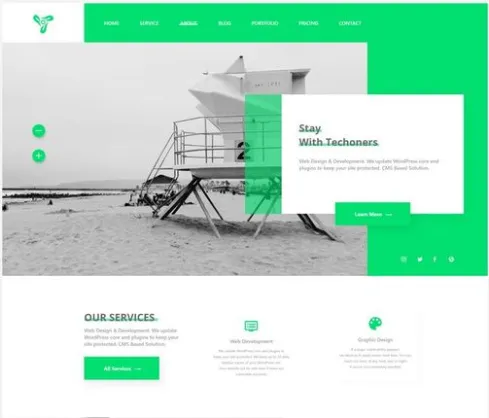 HOME SERVICE ABOUT BLOG PORTFOLIO PRICING CONTACT
2
Stay
With Techoners
Web Design & Development. We update WordPress core and
plugins to keep your site protected. CMS Based Solution.
Learn More
OUR SERVICES
Web Design & Development. We update
WordPress core and plugins to keep your
site protected. CMS Based Solution.
All Services
Web Development
Graphic Design